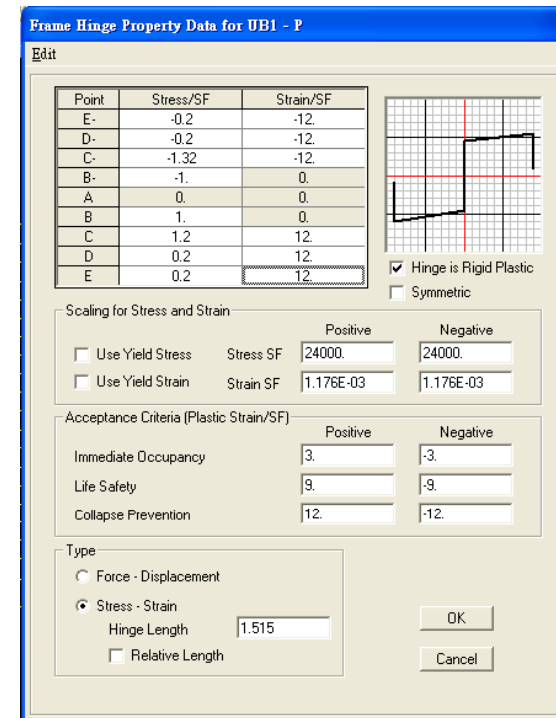 Frame Hinge Property Data for UB1 - P
Edit
Point Stress/SF Strain/SF
E- -0.2 -12.
D- -0.2 -12.
C- -1.32 -12.
B- -1. 0.
A 0. 0.
B 1. 0.
C 1.2 12.
D 0.2 12.
E 0.2 12.
Hinge is Rigid Plastic
Symmetric
Scaling for Stress and Strain
Positive Negative
Use Yield Stress Stress SF 24000. 24000.
Use Yield Strain Strain SF 1.176E-03 1.176E-03
Acceptance Criteria (Plastic Strain/SF)
Positive Negative
Immediate Occupancy 3. -3.
Life Safety 9. -9.
Collapse Prevention 12. -12.
Type
Force - Displacement
Stress - Strain
Hinge Length 1.515
Relative Length
OK
Cancel